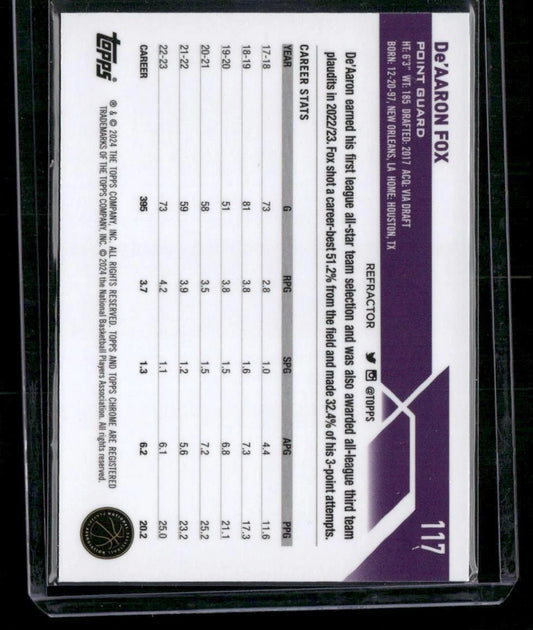 117
De'AARON FOX
POINT GUARD
HT: 6'3" WT: 185 DRAFTED: 2017 ACQ: VIA DRAFT
BORN: 12-20-97, NEW ORLEANS, LA HOME: HOUSTON, TX
REFRACTOR @TOPPS
De'Aaron earned his first league all-star team selection and was also awarded all-league third team
plaudits in 2022/23. Fox shot a career-best 51.2% from the field and made 32.4% of his 3-point attempts.
CAREER STATS
YEAR G RPG SPG APG PPG
17-18 73 2.8 1.0 4.4 11.6
18-19 81 3.8 1.6 7.3 17.3
19-20 51 3.8 1.5 6.8 21.1
20-21 58 3.5 1.5 7.2 25.2
21-22 59 3.9 1.2 5.6 23.2
22-23 73 4.2 1.1 6.1 25.0
CAREER 395 3.7 1.3 6.2 20.2
topps
® & © 2024 THE TOPPS COMPANY, INC. ALL RIGHTS RESERVED. TOPPS AND TOPPS CHROME ARE REGISTERED
TRADEMARKS OF THE TOPPS COMPANY, INC. © 2024 the National Basketball Players Association. All rights reserved.